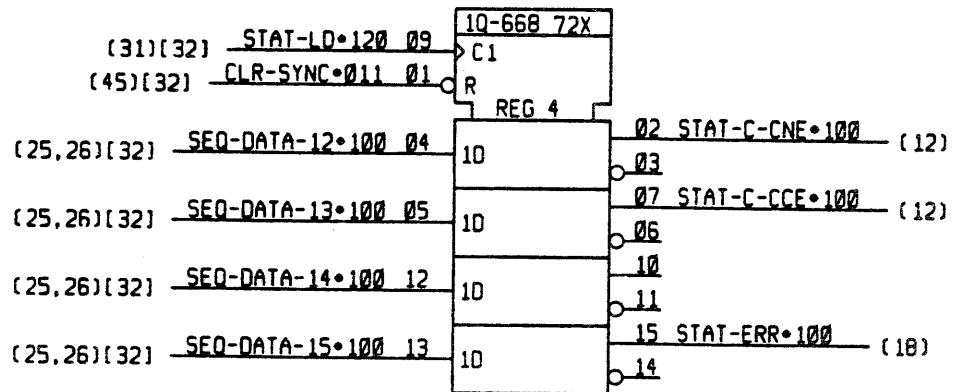 1Q-668 72X
(31)[32] STAT-LD•120 09 C1
(45)[32] CLR-SYNC•011 01 R
REG 4
(25,26)[32] SEQ-DATA-12•100 04 1D 02 STAT-C-CNE•100 (12)
03
(25,26)[32] SEQ-DATA-13•100 05 1D 07 STAT-C-CCE•100 (12)
06
(25,26)[32] SEQ-DATA-14•100 12 1D 10
11
(25,26)[32] SEQ-DATA-15•100 13 1D 15 STAT-ERR•100 (18)
14